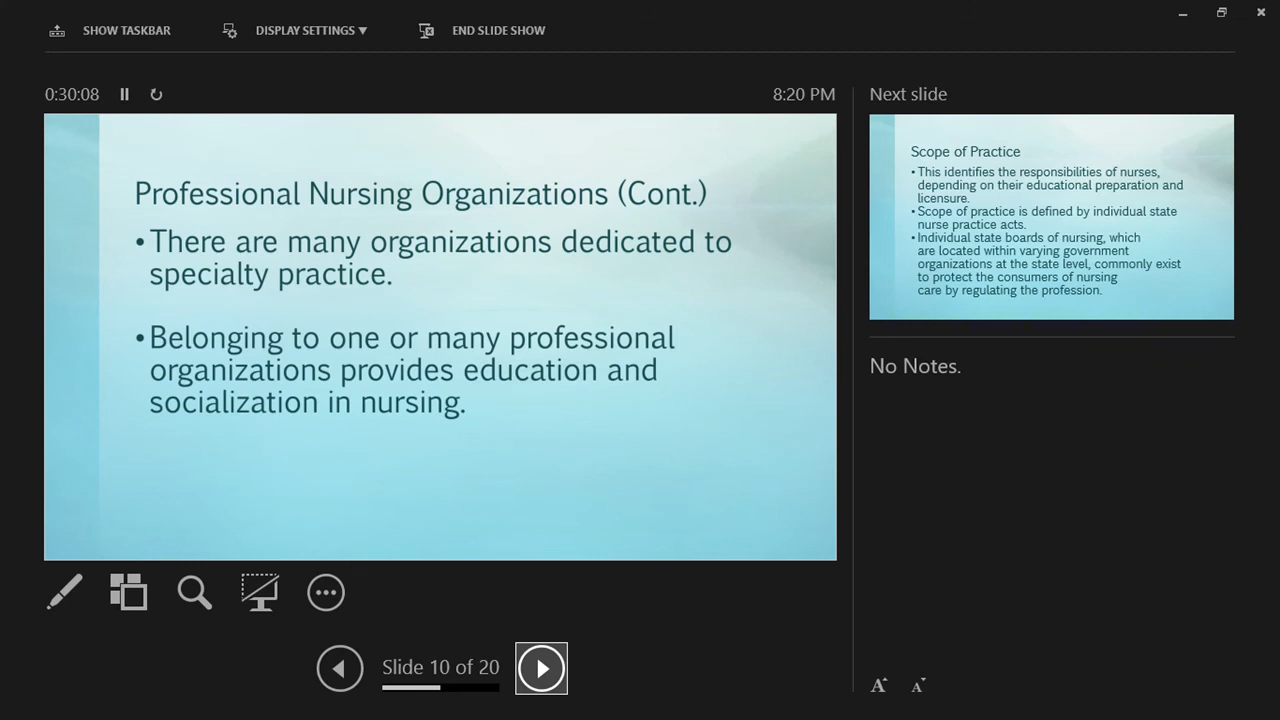 SHOW TASKBAR
DISPLAY SETTINGS ▾
END SLIDE SHOW
0:30:08
8:20 PM
Next slide
Professional Nursing Organizations (Cont.)
•There are many organizations dedicated to
specialty practice.
•Belonging to one or many professional
organizations provides education and
socialization in nursing.
Scope of Practice
•This identifies the responsibilities of nurses,
depending on their educational preparation and
licensure.
•Scope of practice is defined by individual state
nurse practice acts.
•Individual state boards of nursing, which
are located within varying government
organizations at the state level, commonly exist
to protect the consumers of nursing
care by regulating the profession.
No Notes.
Slide 10 of 20
A A